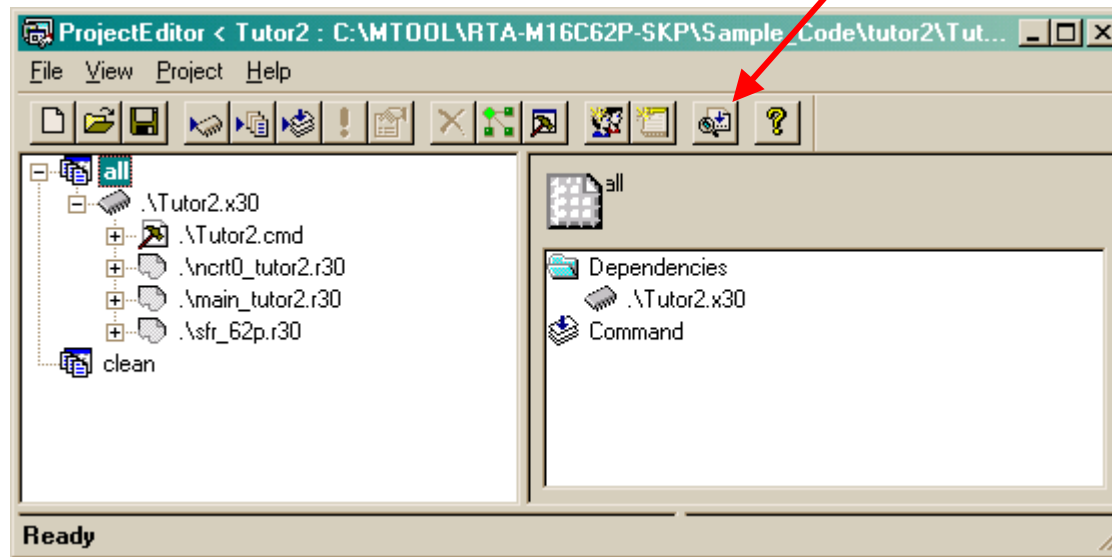 ProjectEditor < Tutor2 : C:\MTOOL\RTA-M16C62P-SKP\Sample_Code\tutor2\Tut...
File View Project Help
all
.\Tutor2.x30
.\Tutor2.cmd
.\ncrt0_tutor2.r30
.\main_tutor2.r30
.\sfr_62p.r30
clean
all
Dependencies
.\Tutor2.x30
Command
Ready